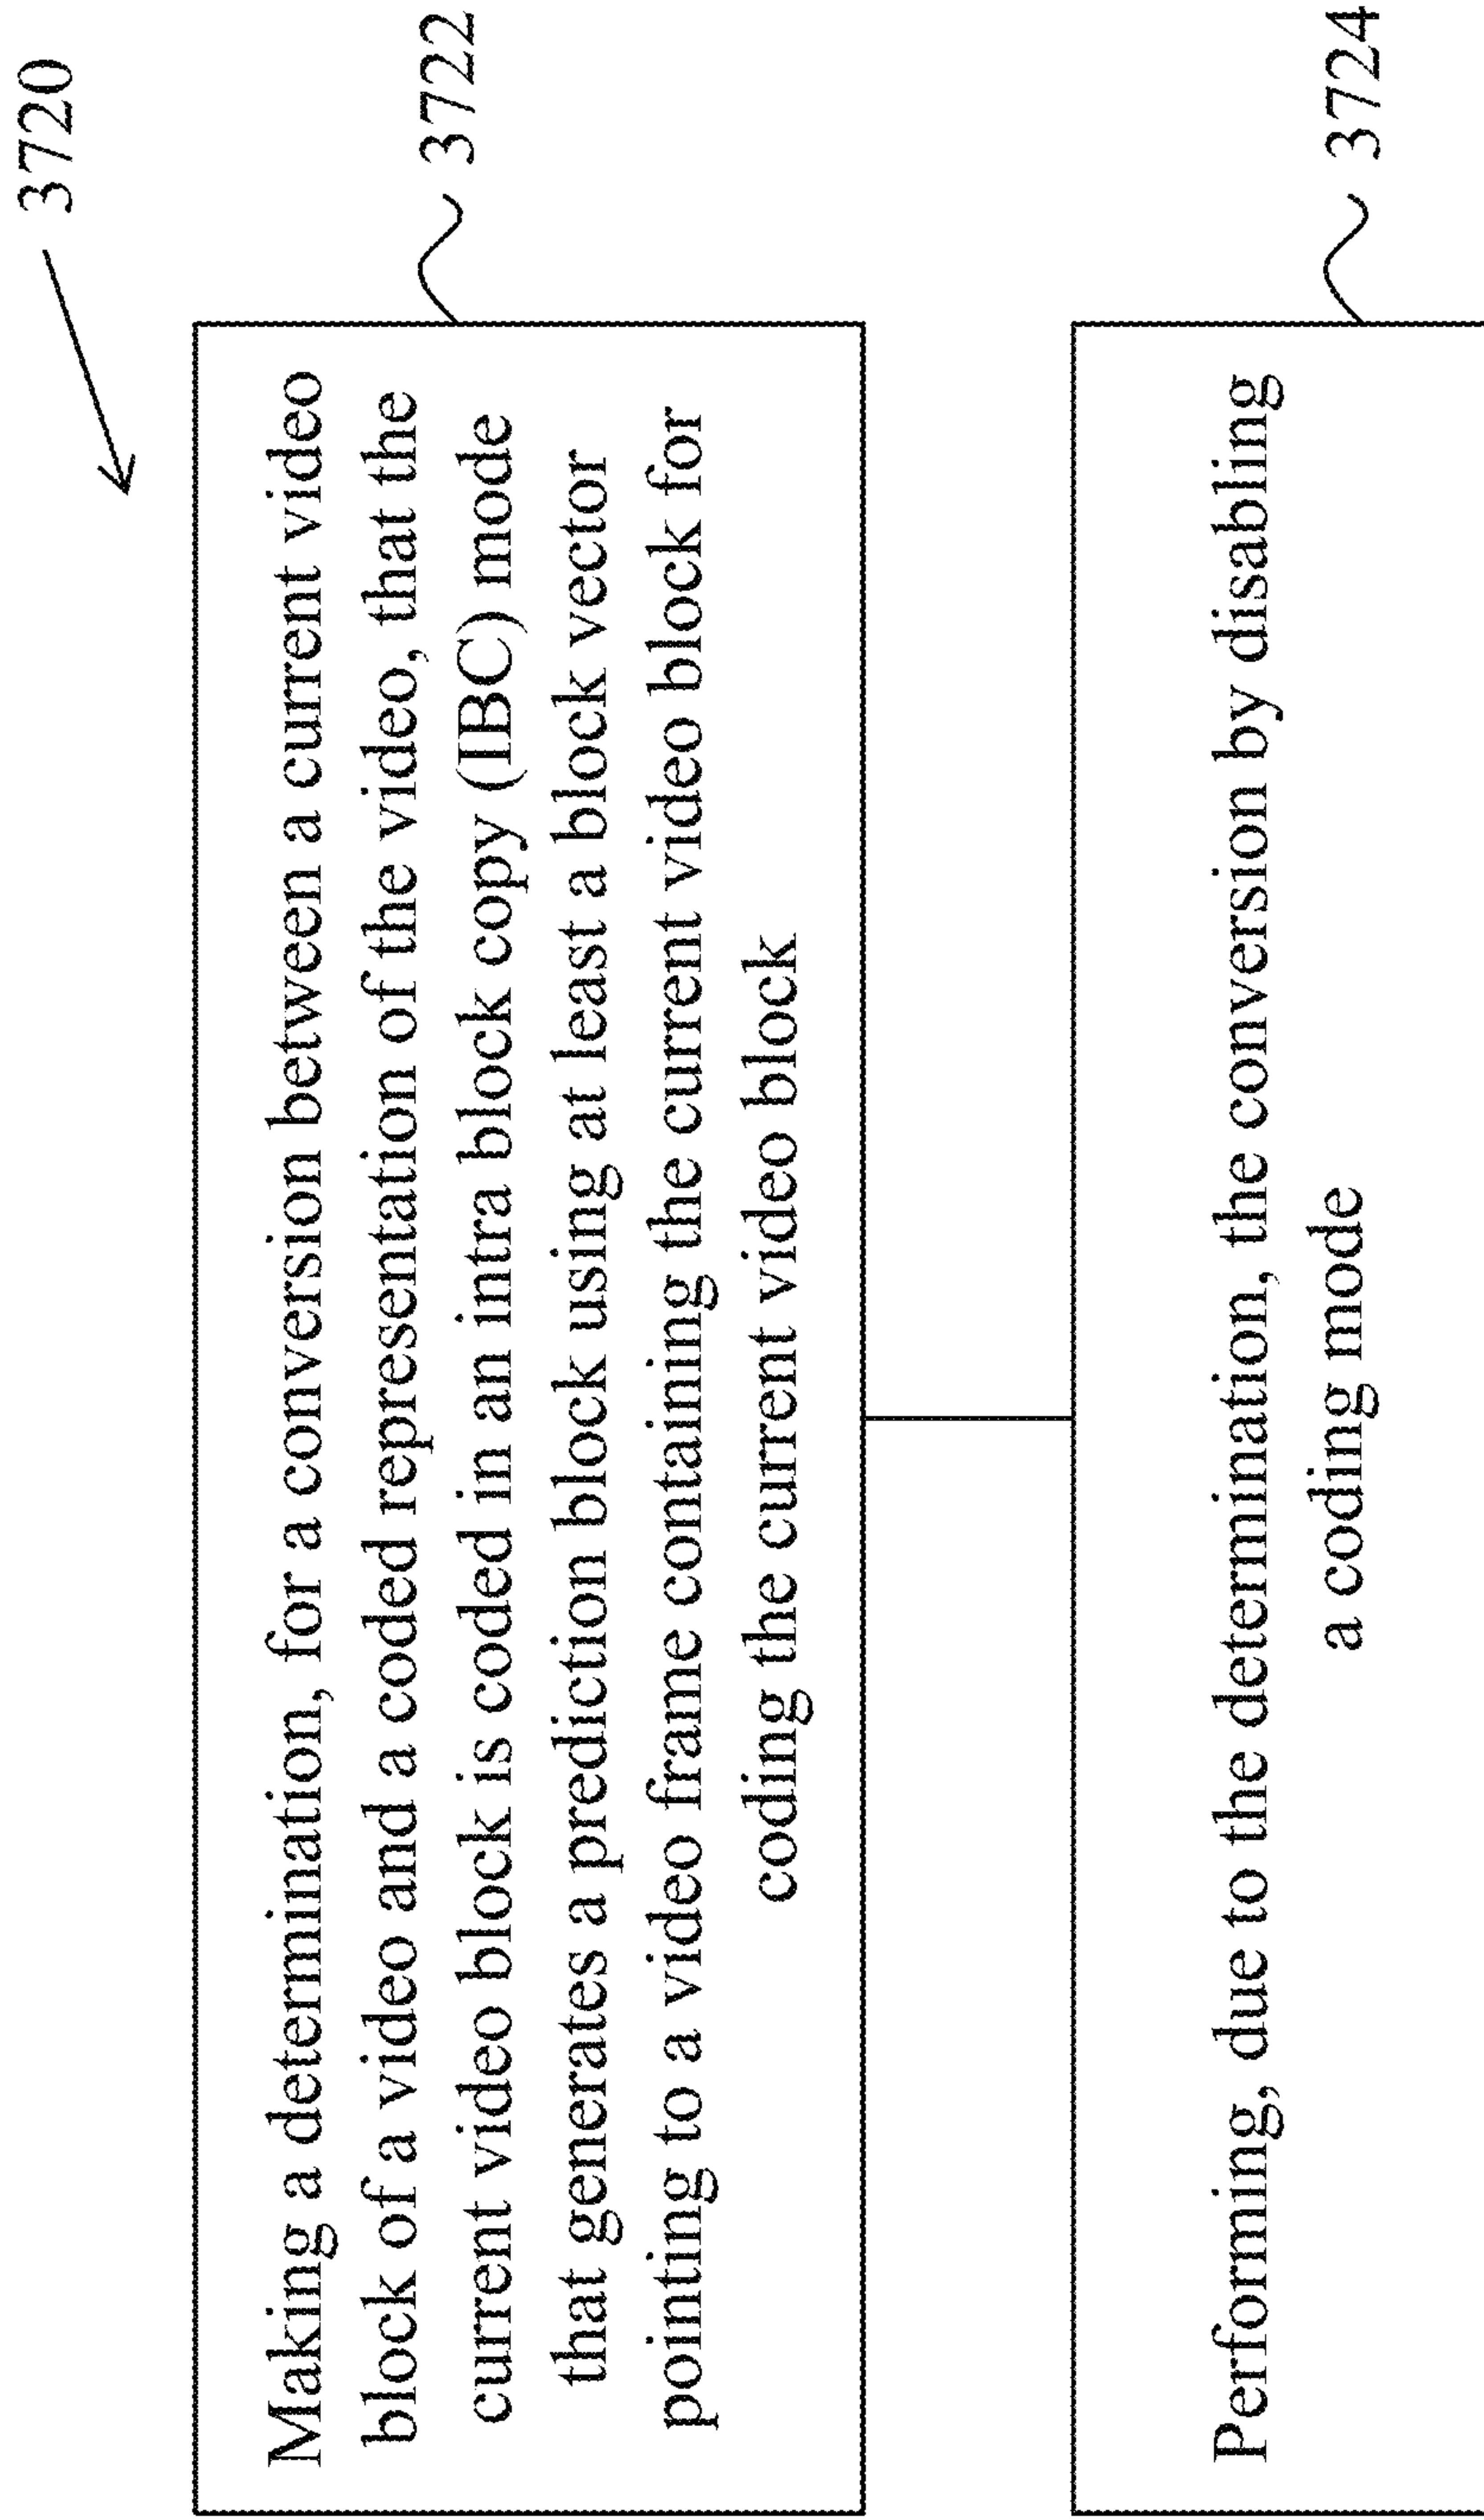 3720
Making a determination, for a conversion between a current video
block of a video and a coded representation of the video, that the
current video block is coded in an intra block copy (IBC) mode
that generates a prediction block using at least a block vector
pointing to a video frame containing the current video block for
coding the current video block
3722
Performing, due to the determination, the conversion by disabling
a coding mode
3724